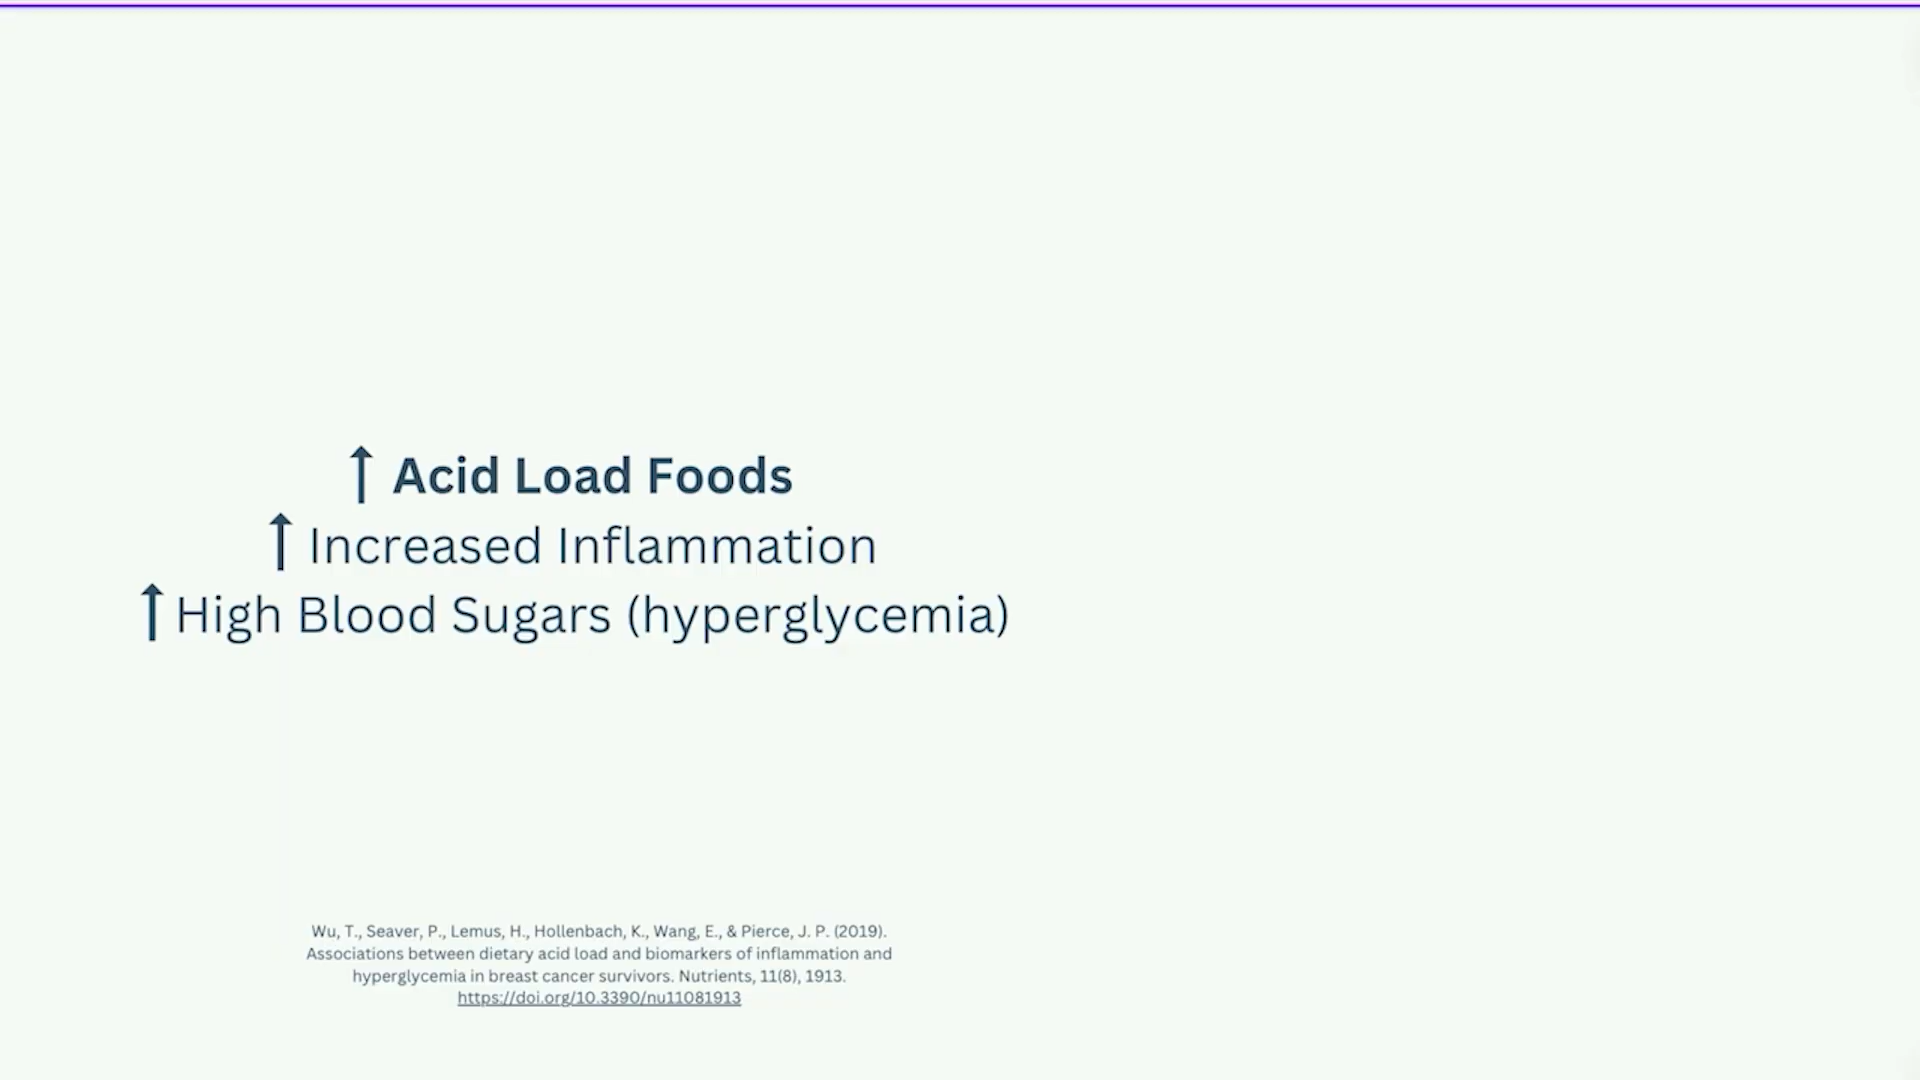 ↑ Acid Load Foods
↑ Increased Inflammation
↑ High Blood Sugars (hyperglycemia)
Wu, T., Seaver, P., Lemus, H., Hollenbach, K., Wang, E., & Pierce, J. P. (2019).
Associations between dietary acid load and biomarkers of inflammation and
hyperglycemia in breast cancer survivors. Nutrients, 11(8), 1913.
https://doi.org/10.3390/nu11081913